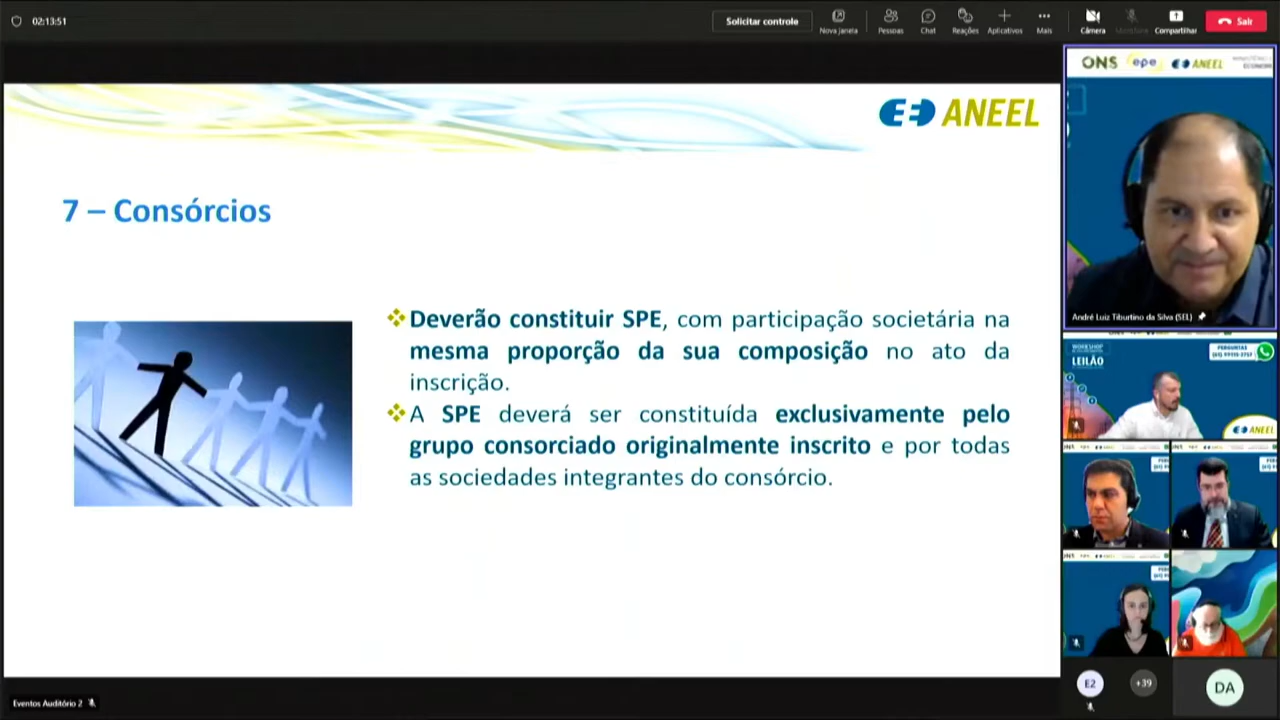 02:13:51
Solicitar controle
Nova janela
Pessoas
Chat
Reações
Aplicativos
Mais
Câmera
Microfone
Compartilhar
Sair
ANEEL
7 – Consórcios
Deverão constituir SPE, com participação societária na
mesma proporção da sua composição no ato da
inscrição.
A SPE deverá ser constituída exclusivamente pelo
grupo consorciado originalmente inscrito e por todas
as sociedades integrantes do consórcio.
ONS epe ANEEL
André Luiz Tiburtino da Silva (SEL)
WORKSHOP
LEILÃO
PERGUNTAS
ANEEL
ONS
E2
+39
DA
Eventos Auditório 2